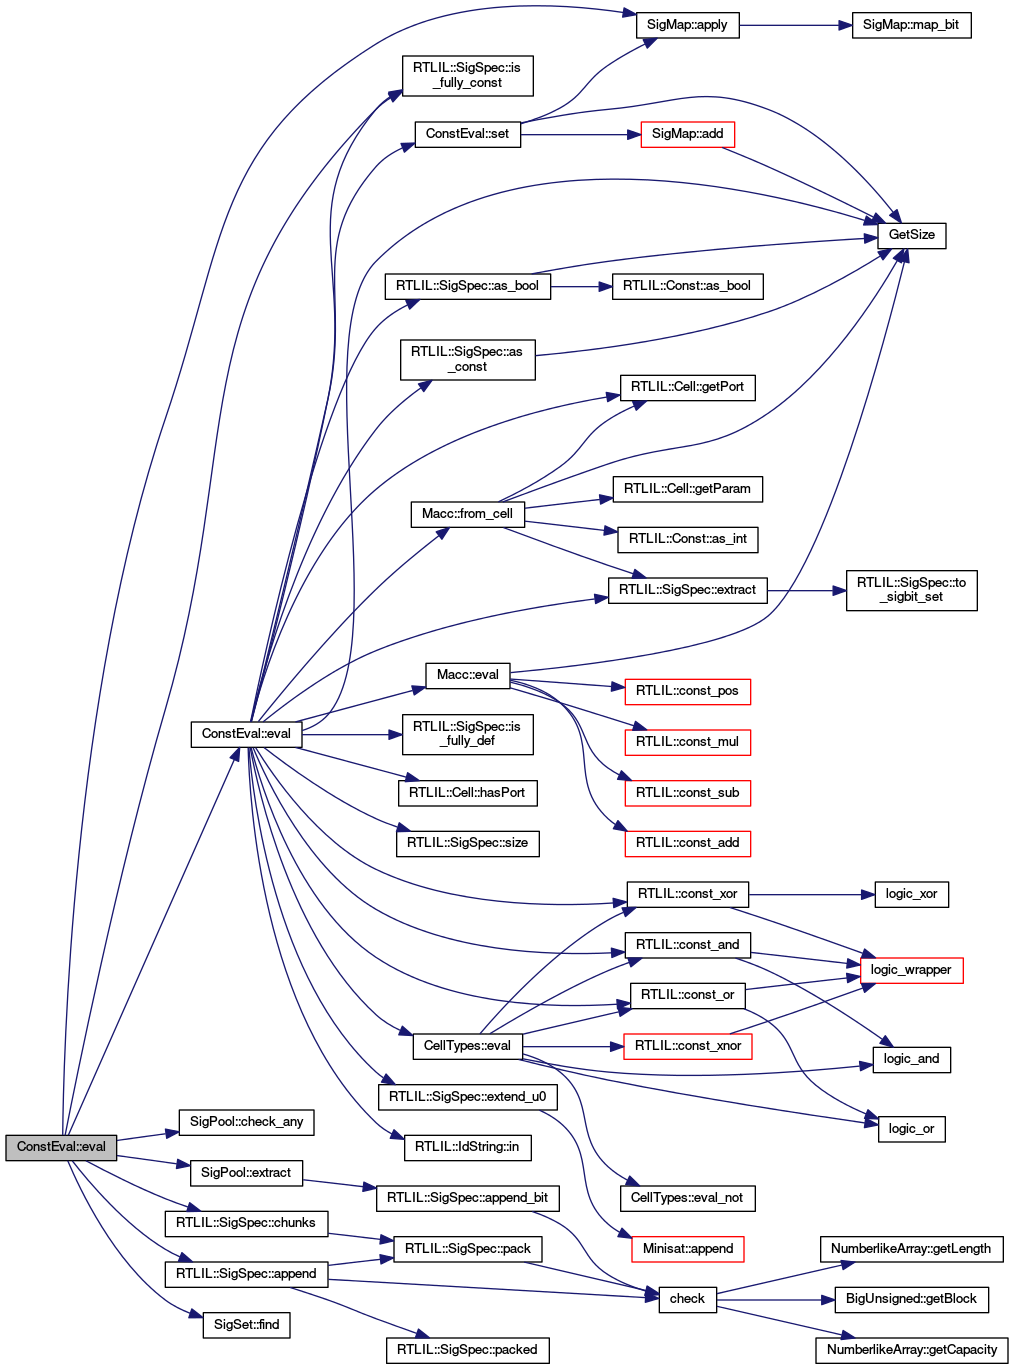 SigMap::apply
SigMap::map_bit
RTLIL::SigSpec::is
_fully_const
ConstEval::set
SigMap::add
GetSize
RTLIL::SigSpec::as_bool
RTLIL::Const::as_bool
RTLIL::SigSpec::as
_const
RTLIL::Cell::getPort
RTLIL::Cell::getParam
Macc::from_cell
RTLIL::Const::as_int
RTLIL::SigSpec::extract
RTLIL::SigSpec::to
_sigbit_set
Macc::eval
RTLIL::const_pos
ConstEval::eval
RTLIL::SigSpec::is
_fully_def
RTLIL::const_mul
RTLIL::Cell::hasPort
RTLIL::const_sub
RTLIL::SigSpec::size
RTLIL::const_add
RTLIL::const_xor
logic_xor
RTLIL::const_and
logic_wrapper
RTLIL::const_or
CellTypes::eval
RTLIL::const_xnor
logic_and
RTLIL::SigSpec::extend_u0
SigPool::check_any
logic_or
ConstEval::eval
RTLIL::IdString::in
SigPool::extract
RTLIL::SigSpec::append_bit
CellTypes::eval_not
RTLIL::SigSpec::chunks
RTLIL::SigSpec::pack
Minisat::append
NumberlikeArray::getLength
RTLIL::SigSpec::append
check
BigUnsigned::getBlock
SigSet::find
RTLIL::SigSpec::packed
NumberlikeArray::getCapacity